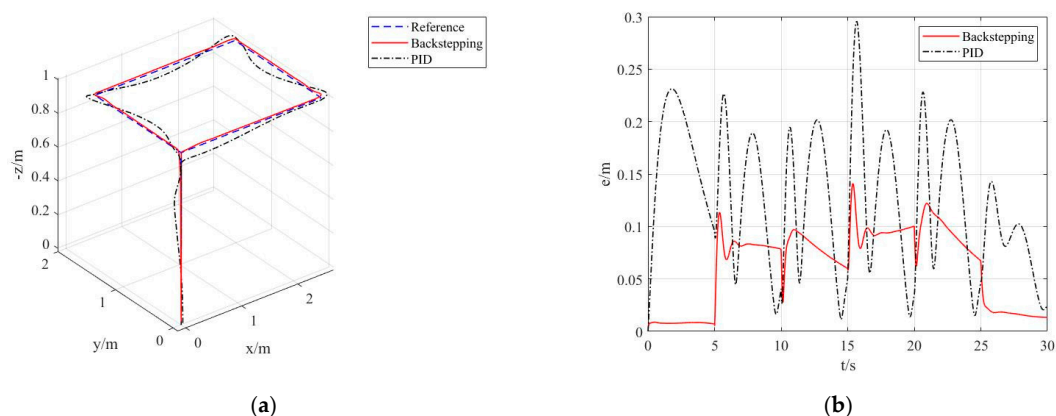 Reference
Backstepping
PID
1
0.8
0.6
0.4
0.2
0
-z/m
2
1
0
y/m
0
1
2
x/m
(a)
0.3
0.25
0.2
0.15
0.1
0.05
0
e/m
Backstepping
PID
0 5 10 15 20 25 30
t/s
(b)